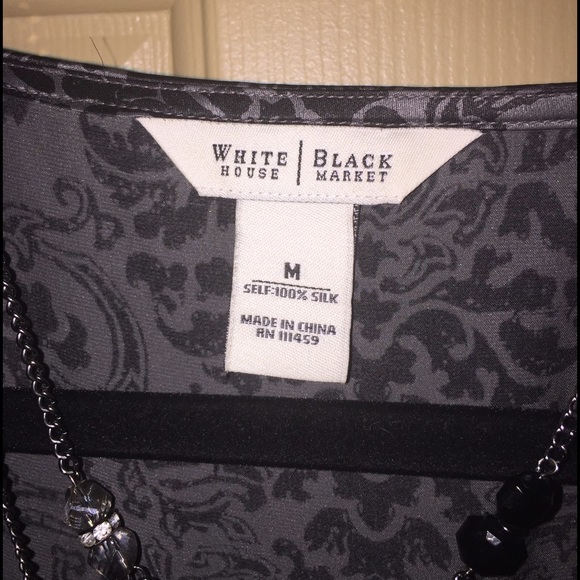 WHITE HOUSE | BLACK MARKET
M
SELF:100% SILK
MADE IN CHINA
RN 111459